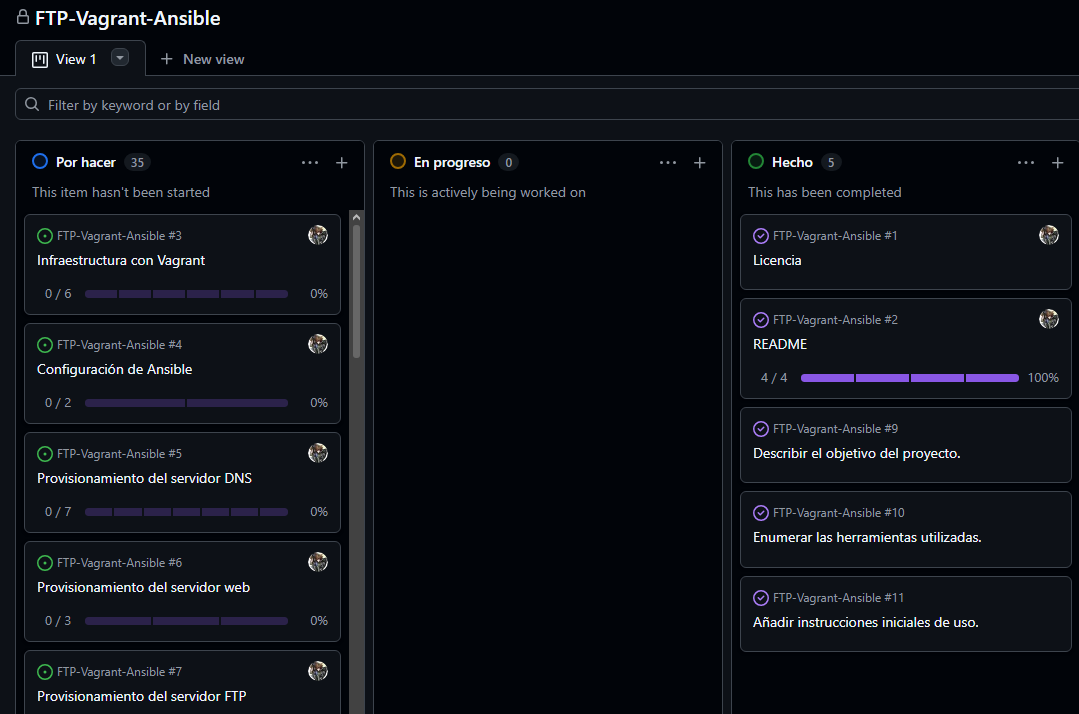 FTP-Vagrant-Ansible
View 1
New view
Filter by keyword or by field
Por hacer 35
This item hasn't been started
FTP-Vagrant-Ansible #3
Infraestructura con Vagrant
0 / 6 0%
FTP-Vagrant-Ansible #4
Configuración de Ansible
0 / 2 0%
FTP-Vagrant-Ansible #5
Provisionamiento del servidor DNS
0 / 7 0%
FTP-Vagrant-Ansible #6
Provisionamiento del servidor web
0 / 3 0%
FTP-Vagrant-Ansible #7
Provisionamiento del servidor FTP
En progreso 0
This is actively being worked on
Hecho 5
This has been completed
FTP-Vagrant-Ansible #1
Licencia
FTP-Vagrant-Ansible #2
README
4 / 4 100%
FTP-Vagrant-Ansible #9
Describir el objetivo del proyecto.
FTP-Vagrant-Ansible #10
Enumerar las herramientas utilizadas.
FTP-Vagrant-Ansible #11
Añadir instrucciones iniciales de uso.